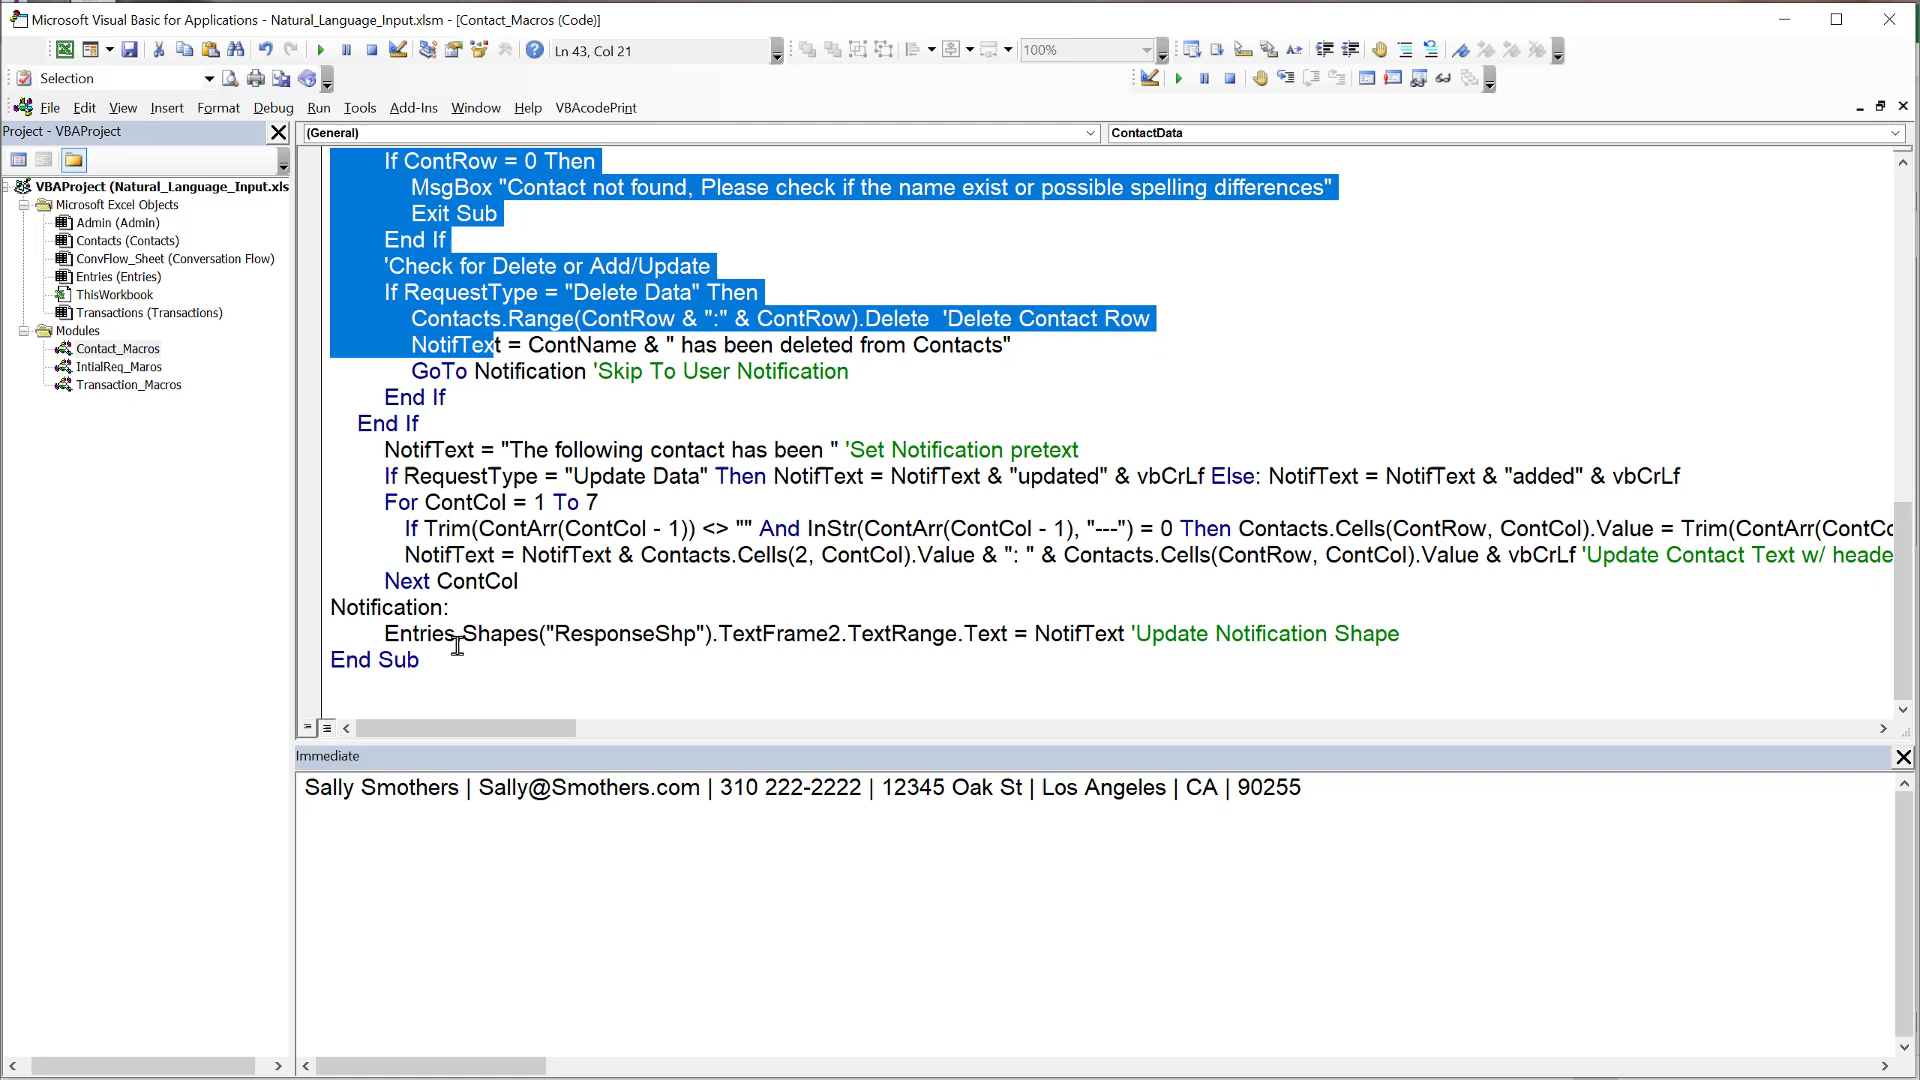 Microsoft Visual Basic for Applications - Natural_Language_Input.xlsm - [Contact_Macros (Code)]
Ln 43, Col 21
100%
Selection
File Edit View Insert Format Debug Run Tools Add-Ins Window Help VBAcodePrint
Project - VBAProject
(General)
ContactData
VBAProject (Natural_Language_Input.xls
Microsoft Excel Objects
Admin (Admin)
Contacts (Contacts)
ConvFlow_Sheet (Conversation Flow)
Entries (Entries)
ThisWorkbook
Transactions (Transactions)
Modules
Contact_Macros
IntialReq_Maros
Transaction_Macros
If ContRow = 0 Then
MsgBox "Contact not found, Please check if the name exist or possible spelling differences"
Exit Sub
End If
'Check for Delete or Add/Update
If RequestType = "Delete Data" Then
Contacts.Range(ContRow & ":" & ContRow).Delete 'Delete Contact Row
NotifText = ContName & " has been deleted from Contacts"
GoTo Notification 'Skip To User Notification
End If
End If
NotifText = "The following contact has been " 'Set Notification pretext
If RequestType = "Update Data" Then NotifText = NotifText & "updated" & vbCrLf Else: NotifText = NotifText & "added" & vbCrLf
For ContCol = 1 To 7
If Trim(ContArr(ContCol - 1)) <> "" And InStr(ContArr(ContCol - 1), "---") = 0 Then Contacts.Cells(ContRow, ContCol).Value = Trim(ContArr(ContCo
NotifText = NotifText & Contacts.Cells(2, ContCol).Value & ": " & Contacts.Cells(ContRow, ContCol).Value & vbCrLf 'Update Contact Text w/ heade
Next ContCol
Notification:
Entries.Shapes("ResponseShp").TextFrame2.TextRange.Text = NotifText 'Update Notification Shape
End Sub
Immediate
Sally Smothers | Sally@Smothers.com | 310 222-2222 | 12345 Oak St | Los Angeles | CA | 90255